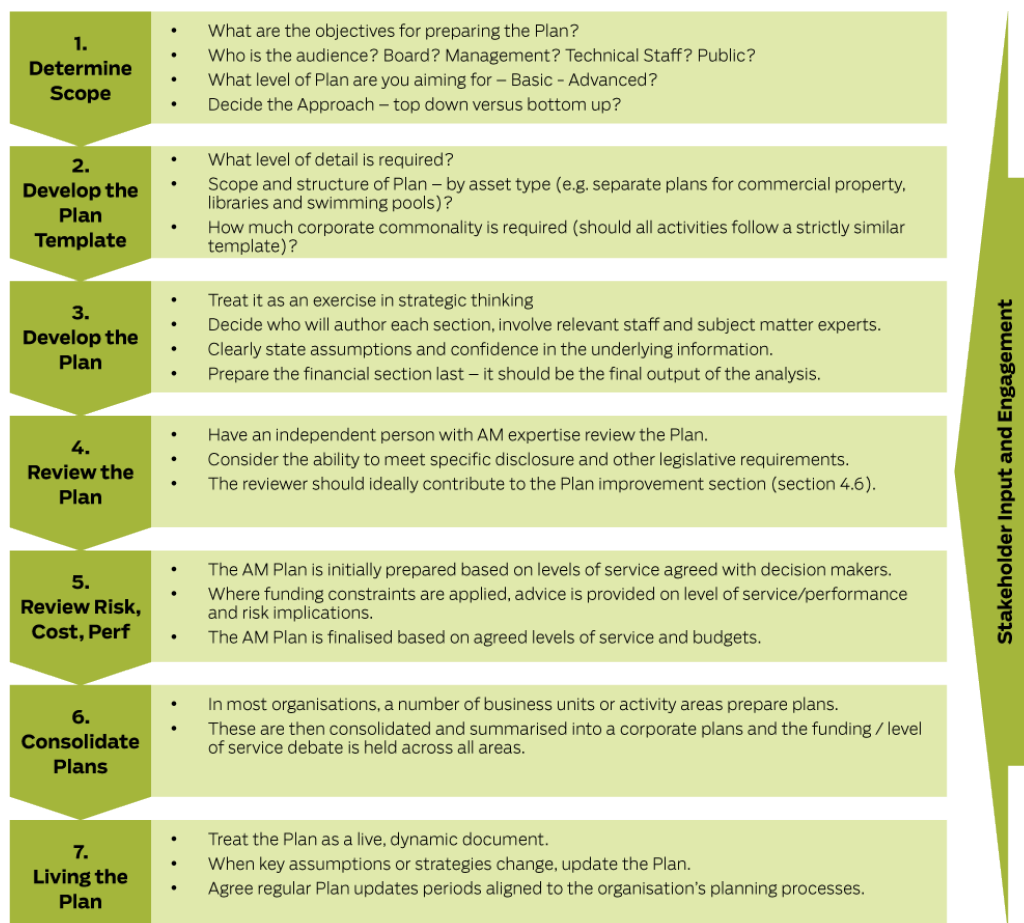 1.
Determine
Scope
• What are the objectives for preparing the Plan?
• Who is the audience? Board? Management? Technical Staff? Public?
• What level of Plan are you aiming for – Basic - Advanced?
• Decide the Approach – top down versus bottom up?
2.
Develop the
Plan
Template
• What level of detail is required?
• Scope and structure of Plan – by asset type (e.g. separate plans for commercial property,
libraries and swimming pools)?
• How much corporate commonality is required (should all activities follow a strictly similar
template)?
3.
Develop the
Plan
• Treat it as an exercise in strategic thinking
• Decide who will author each section, involve relevant staff and subject matter experts.
• Clearly state assumptions and confidence in the underlying information.
• Prepare the financial section last – it should be the final output of the analysis.
4.
Review the
Plan
• Have an independent person with AM expertise review the Plan.
• Consider the ability to meet specific disclosure and other legislative requirements.
• The reviewer should ideally contribute to the Plan improvement section (section 4.6).
5.
Review Risk,
Cost, Perf
• The AM Plan is initially prepared based on levels of service agreed with decision makers.
• Where funding constraints are applied, advice is provided on level of service/performance
and risk implications.
• The AM Plan is finalised based on agreed levels of service and budgets.
6.
Consolidate
Plans
• In most organisations, a number of business units or activity areas prepare plans.
• These are then consolidated and summarised into a corporate plans and the funding / level
of service debate is held across all areas.
7.
Living the
Plan
• Treat the Plan as a live, dynamic document.
• When key assumptions or strategies change, update the Plan.
• Agree regular Plan updates periods aligned to the organisation's planning processes.
Stakeholder Input and Engagement